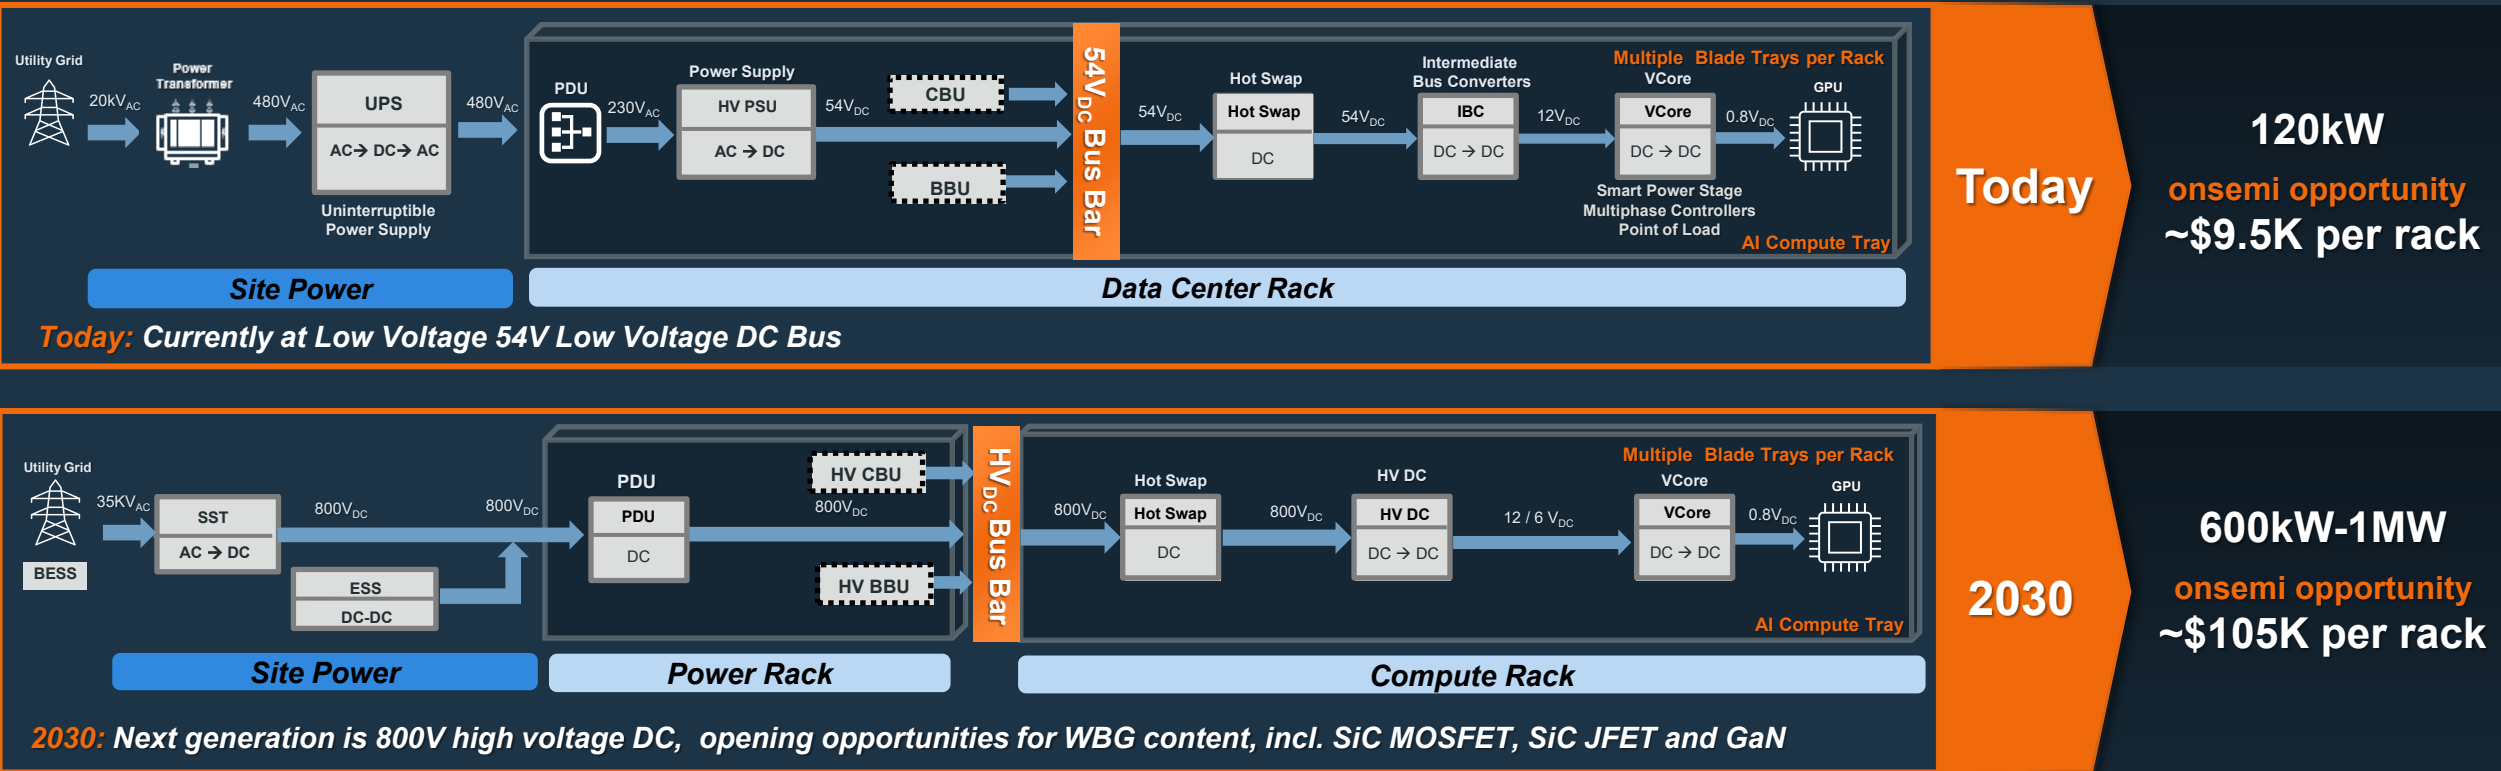 Utility Grid
20kVAC
Power
Transformer
480VAC
UPS
AC→ DC→ AC
Uninterruptible
Power Supply
480VAC
PDU
230VAC
Power Supply
HV PSU
AC → DC
54VDC
CBU
BBU
54VDC Bus Bar
54VDC
Hot Swap
Hot Swap
DC
54VDC
Intermediate
Bus Converters
IBC
DC → DC
12VDC
Multiple Blade Trays per Rack
VCore
VCore
DC → DC
Smart Power Stage
Multiphase Controllers
Point of Load
0.8VDC
GPU
AI Compute Tray
Site Power
Data Center Rack
Today: Currently at Low Voltage 54V Low Voltage DC Bus
Today
120kW
onsemi opportunity
~$9.5K per rack
Utility Grid
BESS
35KVAC
SST
AC → DC
800VDC
ESS
DC-DC
800VDC
PDU
PDU
DC
HV CBU
800VDC
HV BBU
HVDC Bus Bar
800VDC
Hot Swap
Hot Swap
DC
800VDC
HV DC
HV DC
DC → DC
12 / 6 VDC
Multiple Blade Trays per Rack
VCore
VCore
DC → DC
0.8VDC
GPU
AI Compute Tray
Site Power
Power Rack
Compute Rack
2030: Next generation is 800V high voltage DC, opening opportunities for WBG content, incl. SiC MOSFET, SiC JFET and GaN
2030
600kW-1MW
onsemi opportunity
~$105K per rack